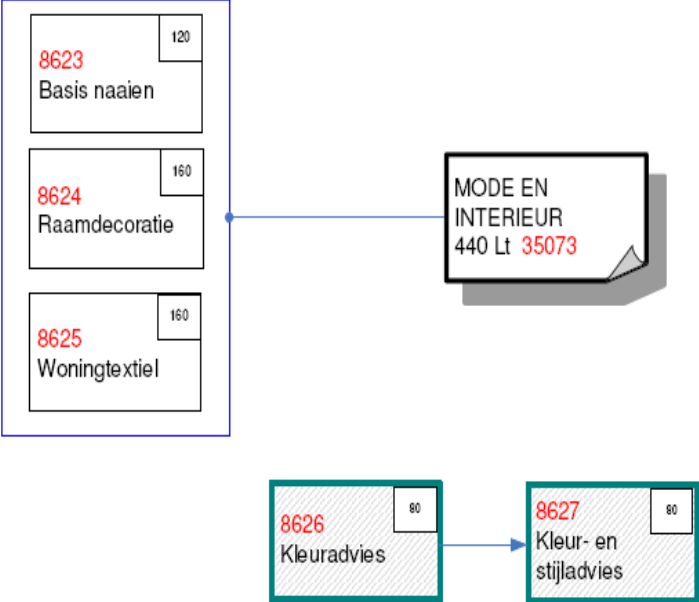 120
8623
Basis naaien
160
8624
Raamdecoratie
160
8625
Woningtextiel
MODE EN
INTERIEUR
440 Lt 35073
80
8626
Kleuradvies
80
8627
Kleur- en
stijladvies